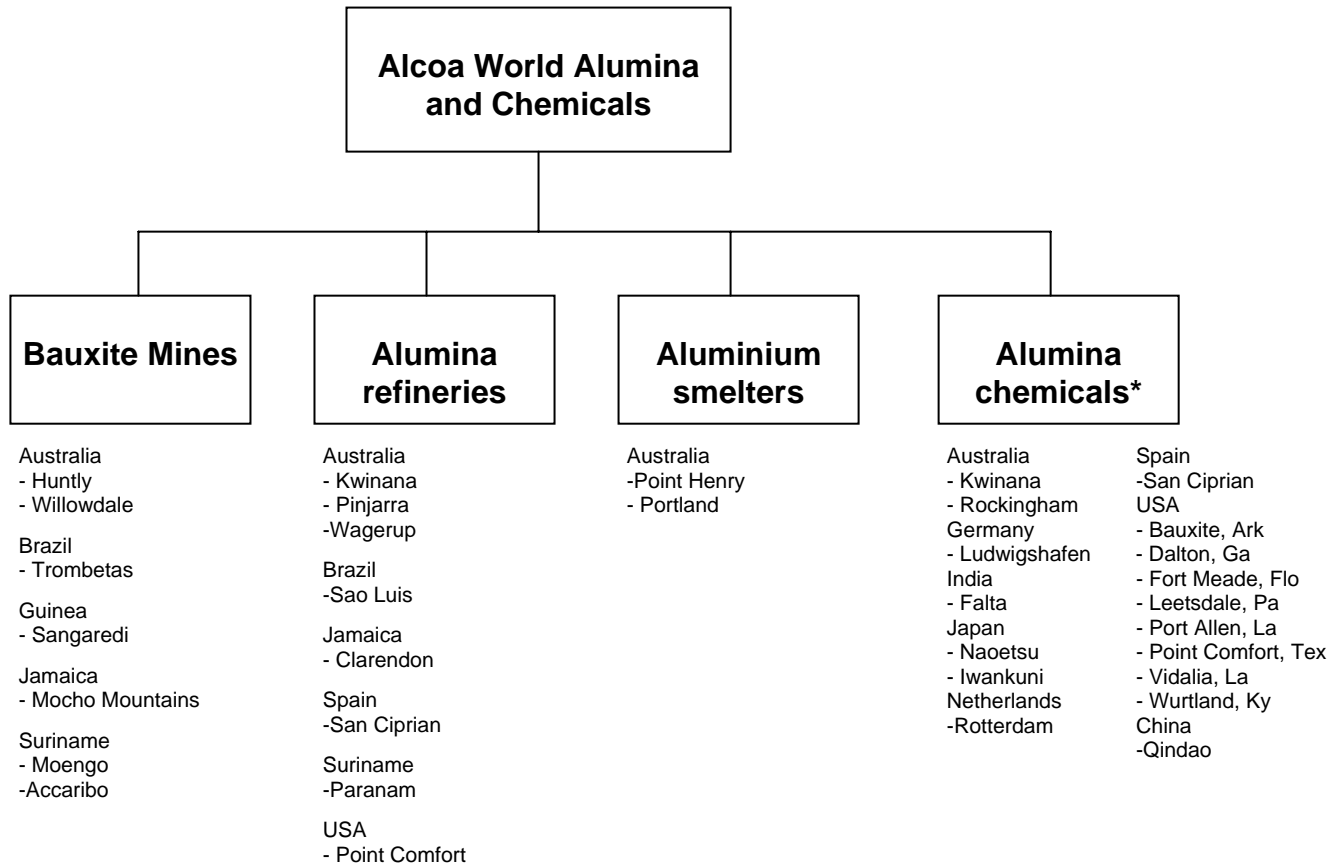 Alcoa World Alumina
and Chemicals
Bauxite Mines
Alumina
refineries
Aluminium
smelters
Alumina
chemicals*
Australia
- Huntly
- Willowdale
Brazil
- Trombetas
Guinea
- Sangaredi
Jamaica
- Mocho Mountains
Suriname
- Moengo
-Accaribo
Australia
- Kwinana
- Pinjarra
-Wagerup
Brazil
-Sao Luis
Jamaica
- Clarendon
Spain
-San Ciprian
Suriname
-Paranam
USA
- Point Comfort
Australia
-Point Henry
- Portland
Australia
- Kwinana
- Rockingham
Germany
- Ludwigshafen
India
- Falta
Japan
- Naoetsu
- Iwankuni
Netherlands
-Rotterdam
Spain
-San Ciprian
USA
- Bauxite, Ark
- Dalton, Ga
- Fort Meade, Flo
- Leetsdale, Pa
- Port Allen, La
- Point Comfort, Tex
- Vidalia, La
- Wurtland, Ky
China
-Qindao